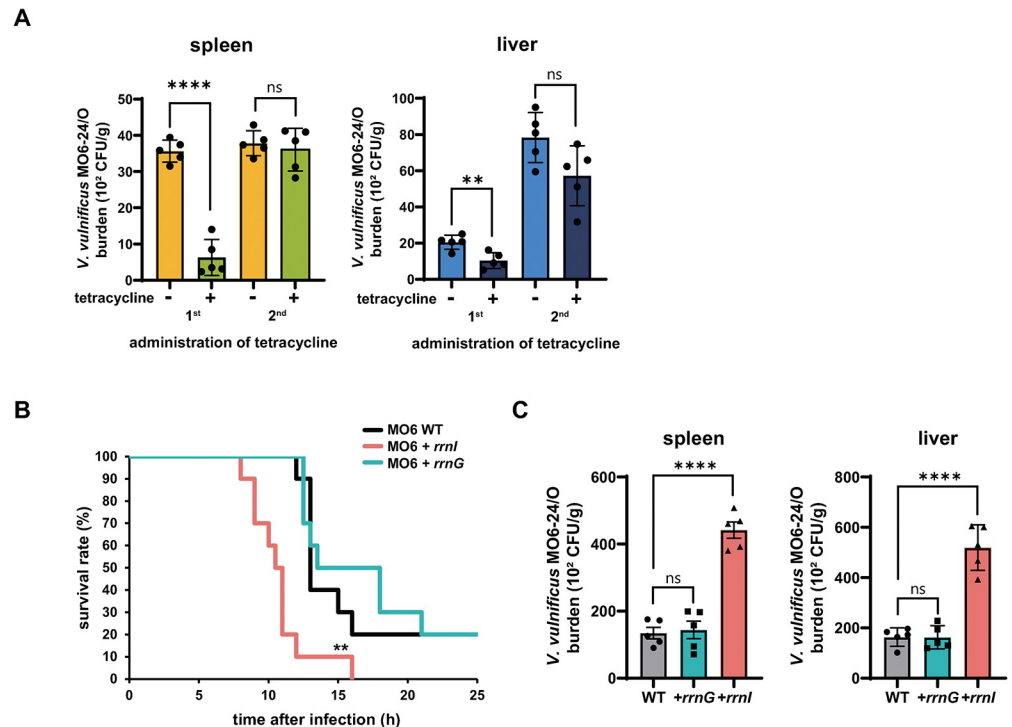 A
spleen
liver
V. vulnificus MO6-24/O
burden (10² CFU/g)
50
40
30
20
10
0
****
ns
tetracycline - + - +
1st 2nd
administration of tetracycline
V. vulnificus MO6-24/O
burden (10² CFU/g)
100
80
60
40
20
0
**
ns
tetracycline - + - +
1st 2nd
administration of tetracycline
B
MO6 WT
MO6 + rrnI
MO6 + rrnG
survival rate (%)
100
90
80
70
60
50
40
30
20
10
0
**
0 5 10 15 20 25
time after infection (h)
C
spleen
V. vulnificus MO6-24/O
burden (10² CFU/g)
600
400
200
0
****
ns
WT +rrnG +rrnI
liver
V. vulnificus MO6-24/O
burden (10² CFU/g)
800
600
400
200
0
****
ns
WT +rrnG +rrnI